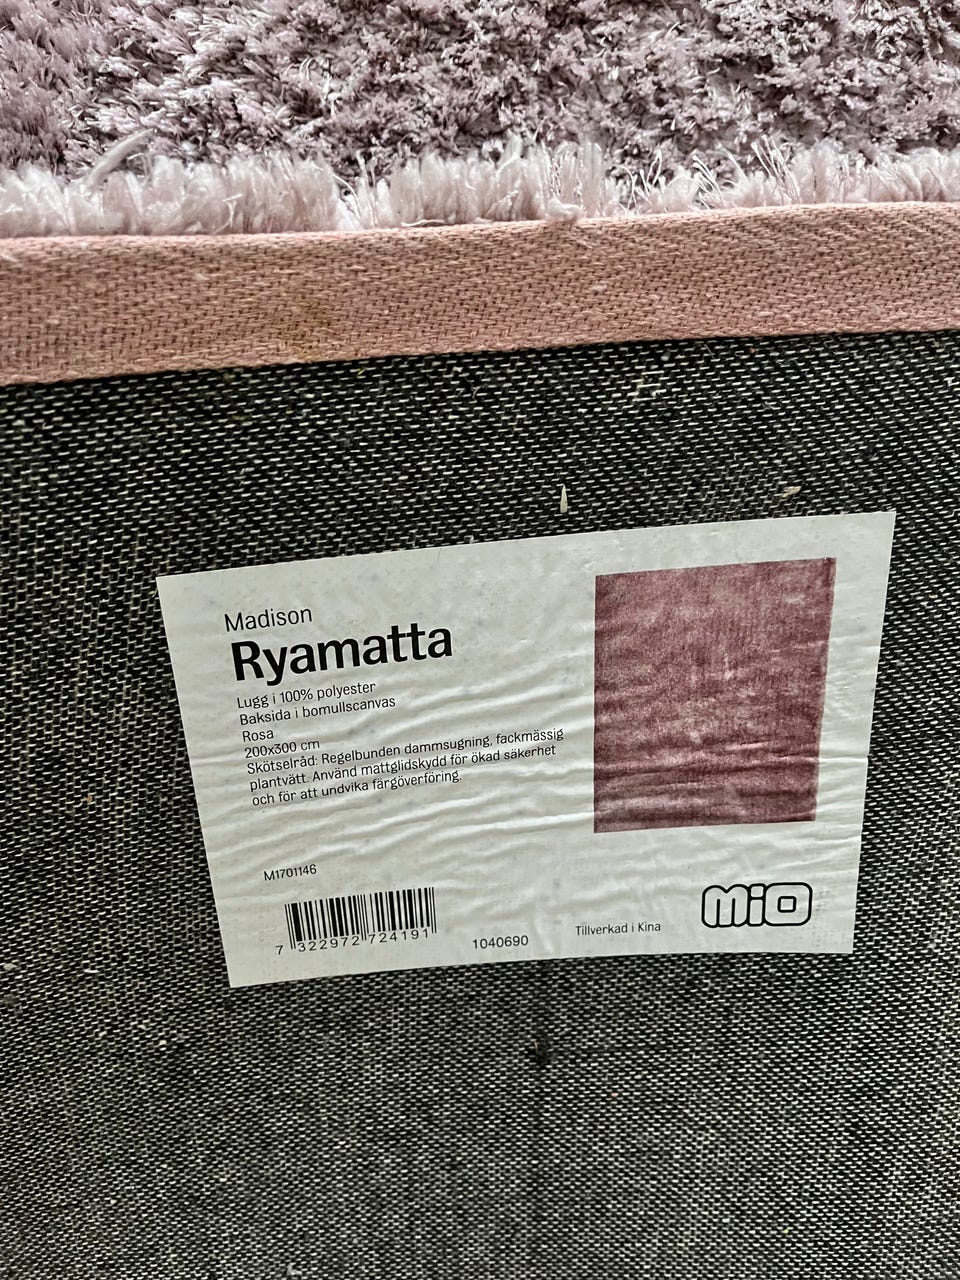 Madison
Ryamatta
Lugg i 100% polyester
Baksida i bomullscanvas
Rosa
200x300 cm
Skötselråd: Regelbunden dammsugning, fackmässig
plantvätt. Använd mattglidskydd för ökad säkerhet
och för att undvika färgöverföring.
M1701146
7 322972 724191
1040690
Tillverkad i Kina
MiO